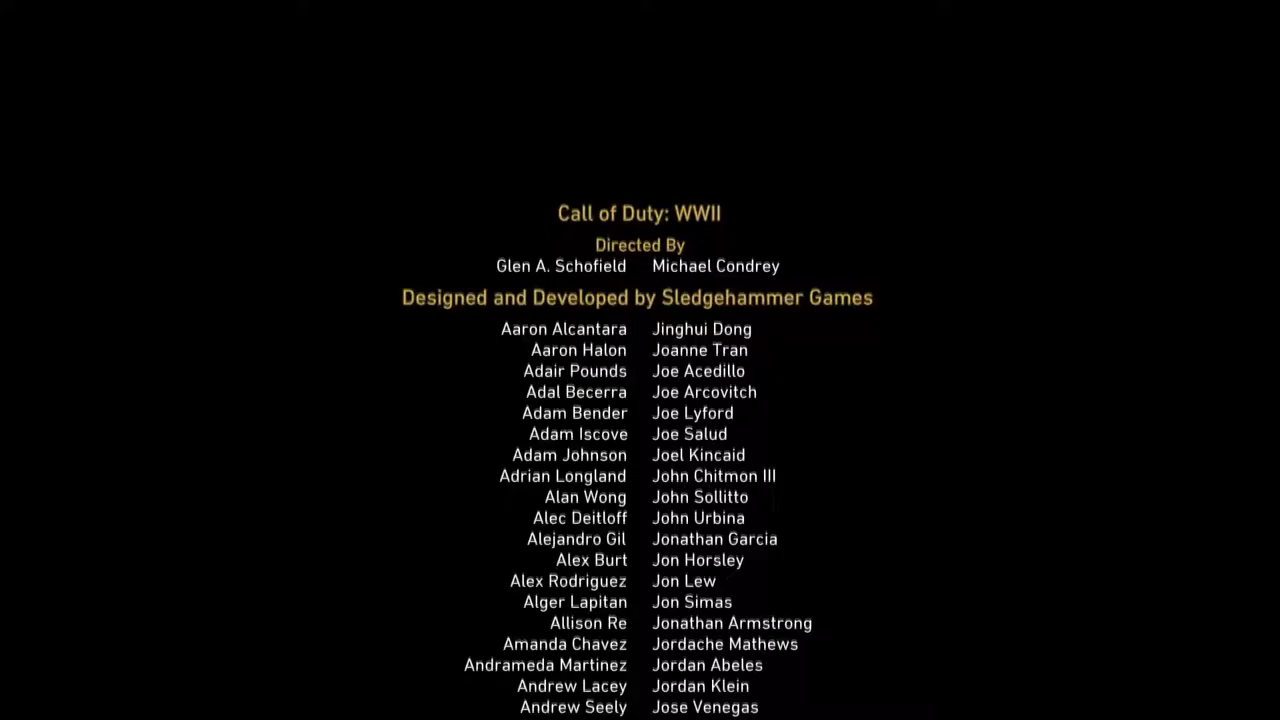 Call of Duty: WWII
Directed By
Glen A. Schofield Michael Condrey
Designed and Developed by Sledgehammer Games
Aaron Alcantara Jinghui Dong
Aaron Halon Joanne Tran
Adair Pounds Joe Acedillo
Adal Becerra Joe Arcovitch
Adam Bender Joe Lyford
Adam Iscove Joe Salud
Adam Johnson Joel Kincaid
Adrian Longland John Chitmon III
Alan Wong John Sollitto
Alec Deitloff John Urbina
Alejandro Gil Jonathan Garcia
Alex Burt Jon Horsley
Alex Rodriguez Jon Lew
Alger Lapitan Jon Simas
Allison Re Jonathan Armstrong
Amanda Chavez Jordache Mathews
Andrameda Martinez Jordan Abeles
Andrew Lacey Jordan Klein
Andrew Seely Jose Venegas